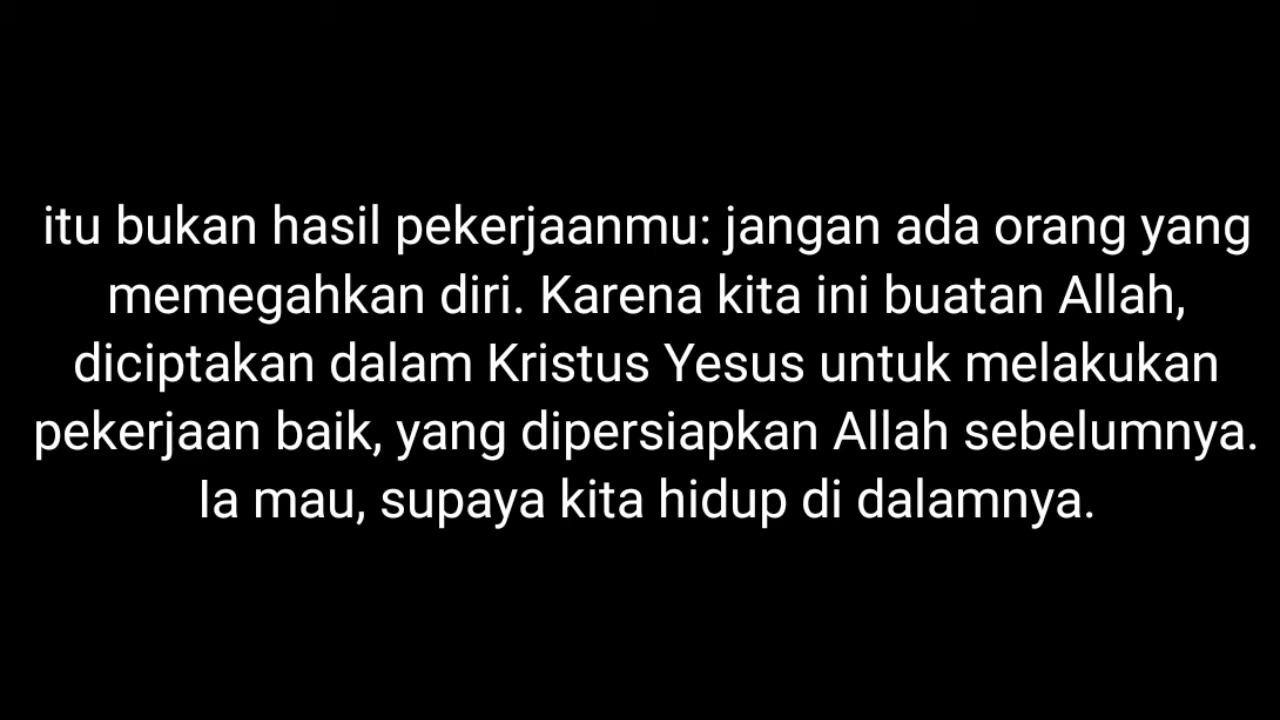 itu bukan hasil pekerjaanmu: jangan ada orang yang
memegahkan diri. Karena kita ini buatan Allah,
diciptakan dalam Kristus Yesus untuk melakukan
pekerjaan baik, yang dipersiapkan Allah sebelumnya.
Ia mau, supaya kita hidup di dalamnya.